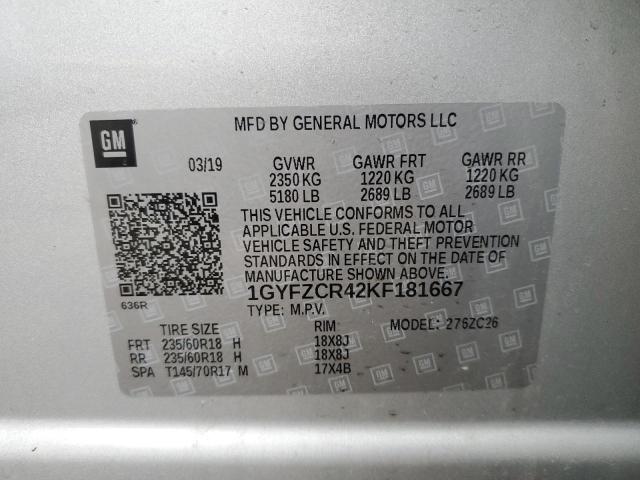 GM
MFD BY GENERAL MOTORS LLC
03/19 GVWR GAWR FRT GAWR RR
2350 KG 1220 KG 1220 KG
5180 LB 2689 LB 2689 LB
THIS VEHICLE CONFORMS TO ALL
APPLICABLE U.S. FEDERAL MOTOR
VEHICLE SAFETY AND THEFT PREVENTION
STANDARDS IN EFFECT ON THE DATE OF
MANUFACTURE SHOWN ABOVE.
636R 1GYFZCR42KF181667
TYPE: M.P.V. MODEL: 276ZC26
TIRE SIZE RIM
FRT 235/60R18 H 18X8J
RR 235/60R18 H 18X8J
SPA T145/70R17 M 17X4B